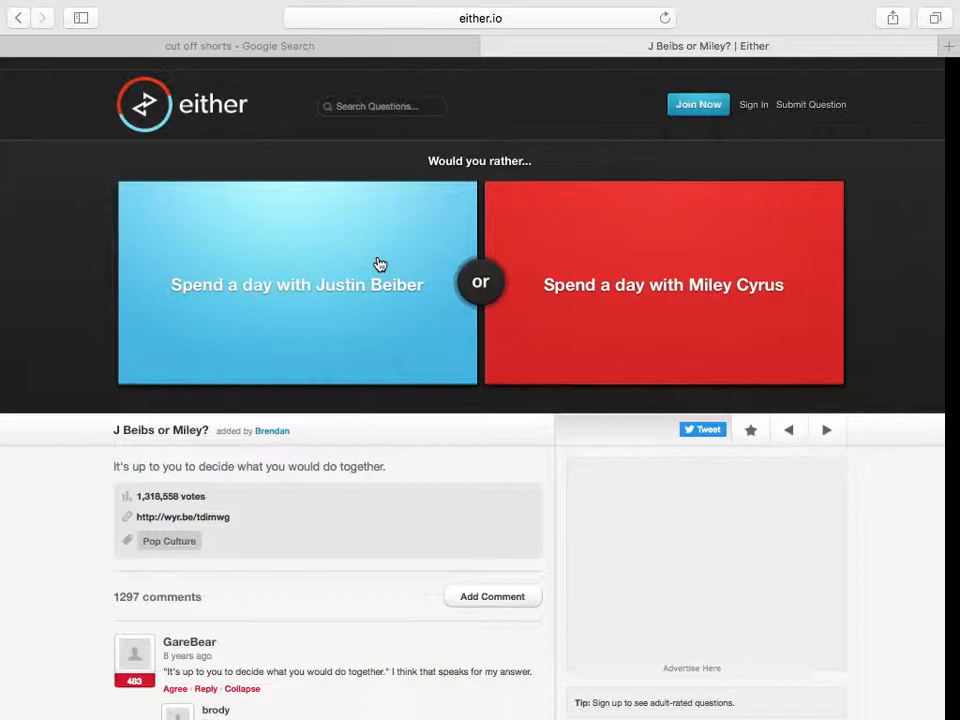 either.io
cut off shorts - Google Search
J Beibs or Miley? | Either
+
either
Search Questions...
Join Now
Sign In
Submit Question
Would you rather...
Spend a day with Justin Beiber
or
Spend a day with Miley Cyrus
J Beibs or Miley? added by Brendan
Tweet
It's up to you to decide what you would do together.
1,318,558 votes
http://wyr.be/tdimwg
Pop Culture
1297 comments
Add Comment
GareBear
8 years ago
483
"It's up to you to decide what you would do together." I think that speaks for my answer.
Agree · Reply · Collapse
brody
Advertise Here
Tip: Sign up to see adult-rated questions.